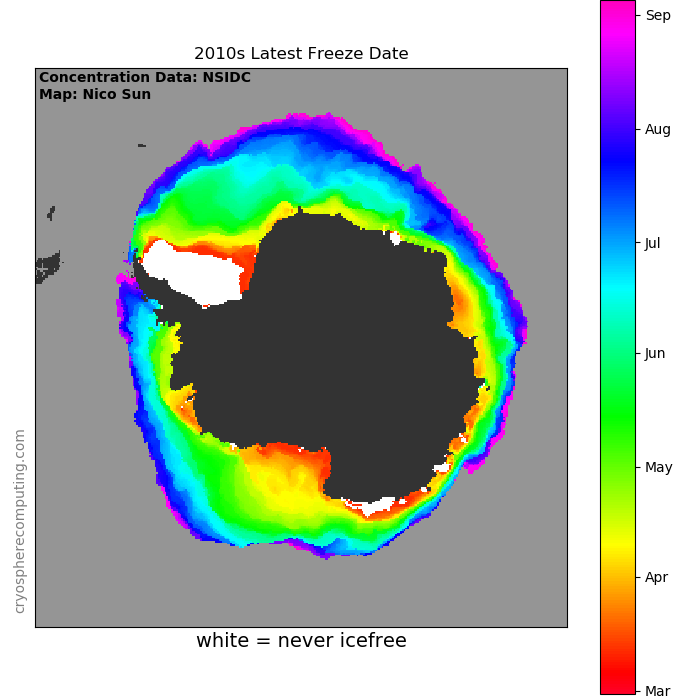 2010s Latest Freeze Date
Concentration Data: NSIDC
Map: Nico Sun
Sep
Aug
Jul
Jun
May
Apr
Mar
cryospherecomputing.com
white = never icefree